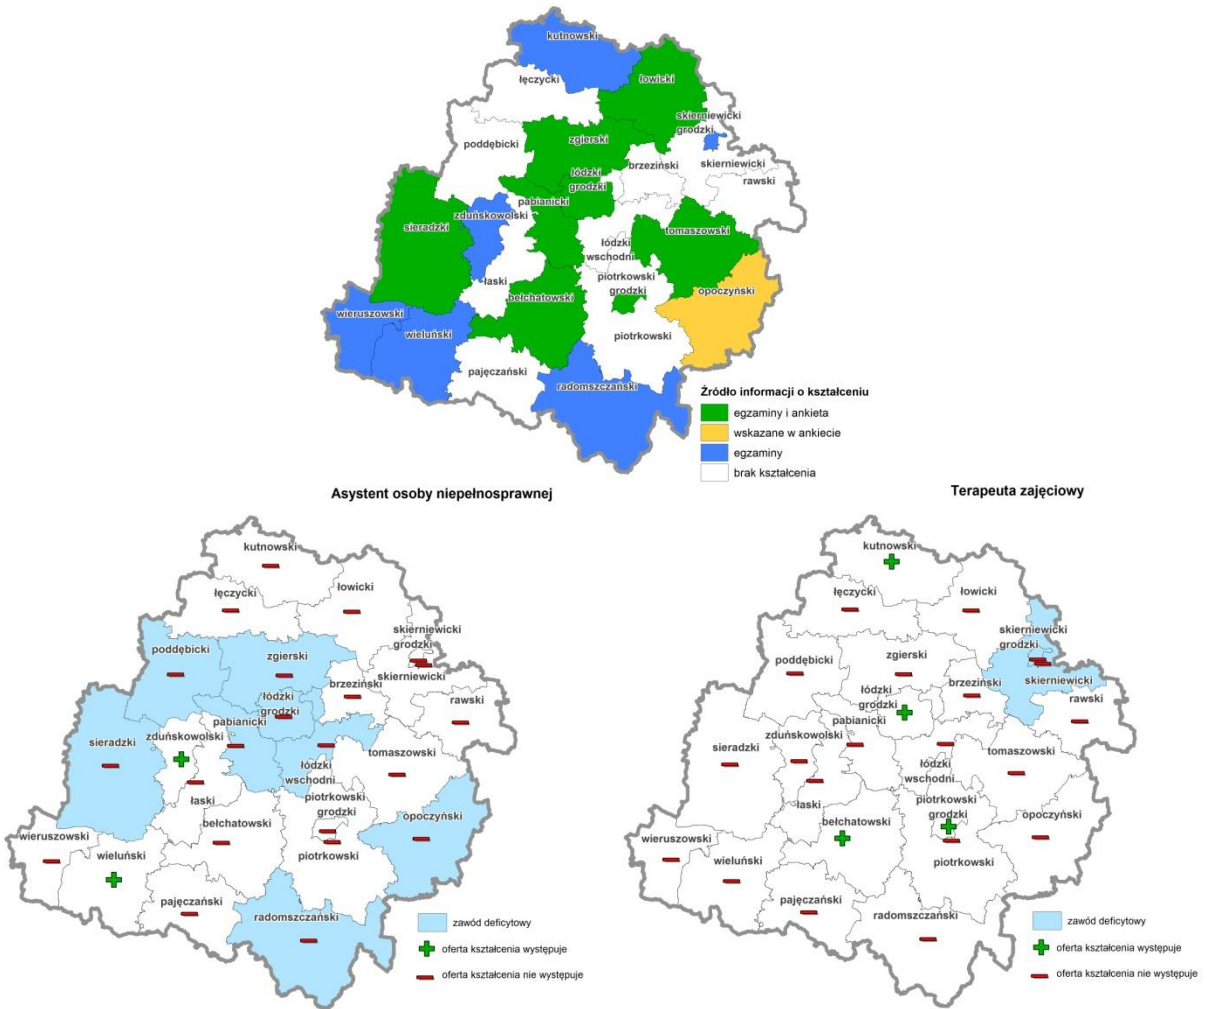 kutnowski
łęczycki
łowicki
skierniewicki
grodzki
poddębicki
zgierski
brzeziński
skierniewicki
rawski
łódzki
grodzki
pabianicki
zduńskowolski
sieradzki
tomaszowski
łódzki
wschodni
łaski
piotrkowski
grodzki
bełchatowski
opoczyński
wieruszowski
wieluński
piotrkowski
pajęczański
radomszczański
Źródło informacji o kształceniu
egzaminy i ankieta
wskazane w ankiecie
egzaminy
brak kształcenia
Asystent osoby niepełnosprawnej
kutnowski
łęczycki
łowicki
skierniewicki
grodzki
poddębicki
zgierski
skierniewicki
brzeziński
rawski
łódzki
grodzki
pabianicki
zduńskowolski
sieradzki
tomaszowski
łódzki
wschodni
łaski
piotrkowski
grodzki
opoczyński
bełchatowski
wieruszowski
wieluński
piotrkowski
pajęczański
radomszczański
zawód deficytowy
oferta kształcenia występuje
oferta kształcenia nie występuje
Terapeuta zajęciowy
kutnowski
łęczycki
łowicki
skierniewicki
grodzki
poddębicki
zgierski
brzeziński
skierniewicki
rawski
łódzki
grodzki
pabianicki
zduńskowolski
sieradzki
tomaszowski
łódzki
wschodni
łaski
piotrkowski
grodzki
bełchatowski
opoczyński
wieruszowski
wieluński
piotrkowski
pajęczański
radomszczański
zawód deficytowy
oferta kształcenia występuje
oferta kształcenia nie występuje